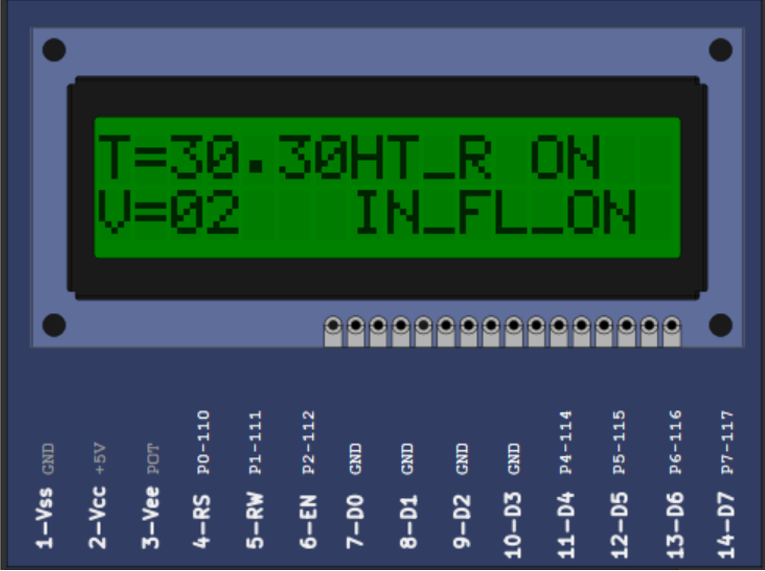 T=30.30HT_R ON
V=02   IN_FL_ON
1-Vss GND
2-Vcc +5V
3-Vee POT
4-RS P0-110
5-RW P1-111
6-EN P2-112
7-D0 GND
8-D1 GND
9-D2 GND
10-D3 GND
11-D4 P4-114
12-D5 P5-115
13-D6 P6-116
14-D7 P7-117